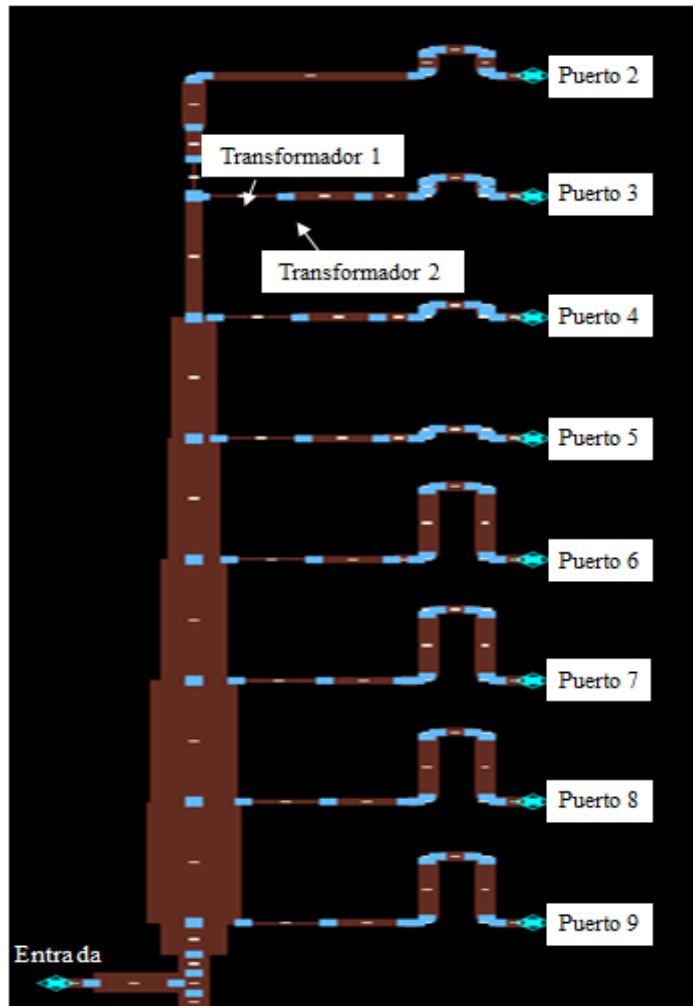 Puerto 2
Transformador 1
Puerto 3
Transformador 2
Puerto 4
Puerto 5
Puerto 6
Puerto 7
Puerto 8
Puerto 9
Entrada